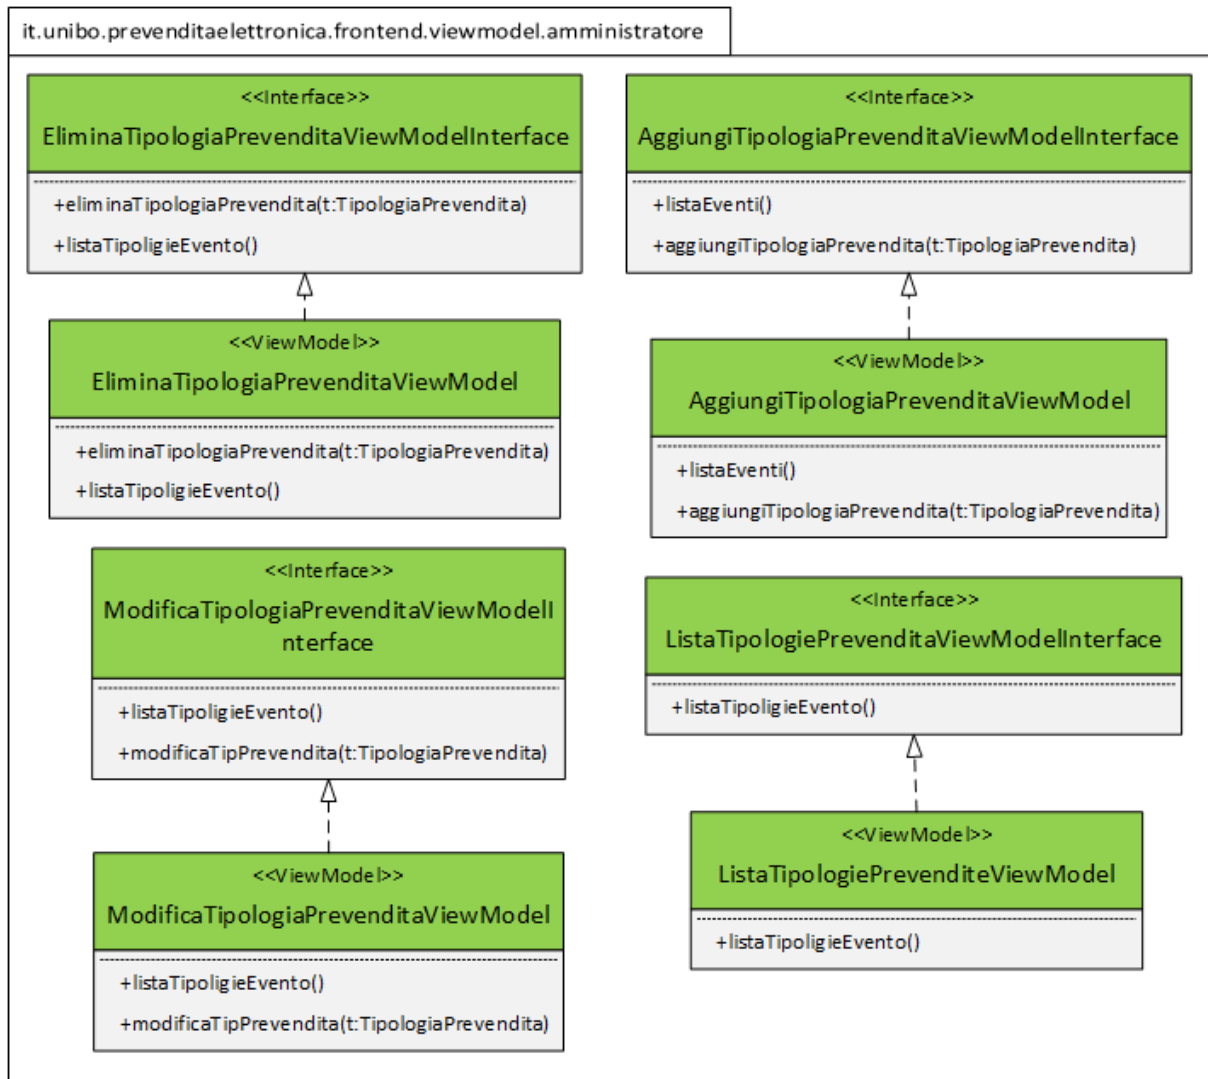 it.unibo.prevenditaelettronica.frontend.viewmodel.amministratore
<<Interface>>
EliminaTipologiaPrevenditaViewModelInterface
+eliminaTipologiaPrevendita(t:TipologiaPrevendita)
+listaTipoligieEvento()
<<ViewModel>>
EliminaTipologiaPrevenditaViewModel
+eliminaTipologiaPrevendita(t:TipologiaPrevendita)
+listaTipoligieEvento()
<<Interface>>
ModificaTipologiaPrevenditaViewModelI
nterface
+listaTipoligieEvento()
+modificaTipPrevendita(t:TipologiaPrevendita)
<<ViewModel>>
ModificaTipologiaPrevenditaViewModel
+listaTipoligieEvento()
+modificaTipPrevendita(t:TipologiaPrevendita)
<<Interface>>
AggiungiTipologiaPrevenditaViewModelInterface
+listaEventi()
+aggiungiTipologiaPrevendita(t:TipologiaPrevendita)
<<ViewModel>>
AggiungiTipologiaPrevenditaViewModel
+listaEventi()
+aggiungiTipologiaPrevendita(t:TipologiaPrevendita)
<<Interface>>
ListaTipologiePrevenditaViewModelInterface
+listaTipoligieEvento()
<<ViewModel>>
ListaTipologiePrevenditeViewModel
+listaTipoligieEvento()